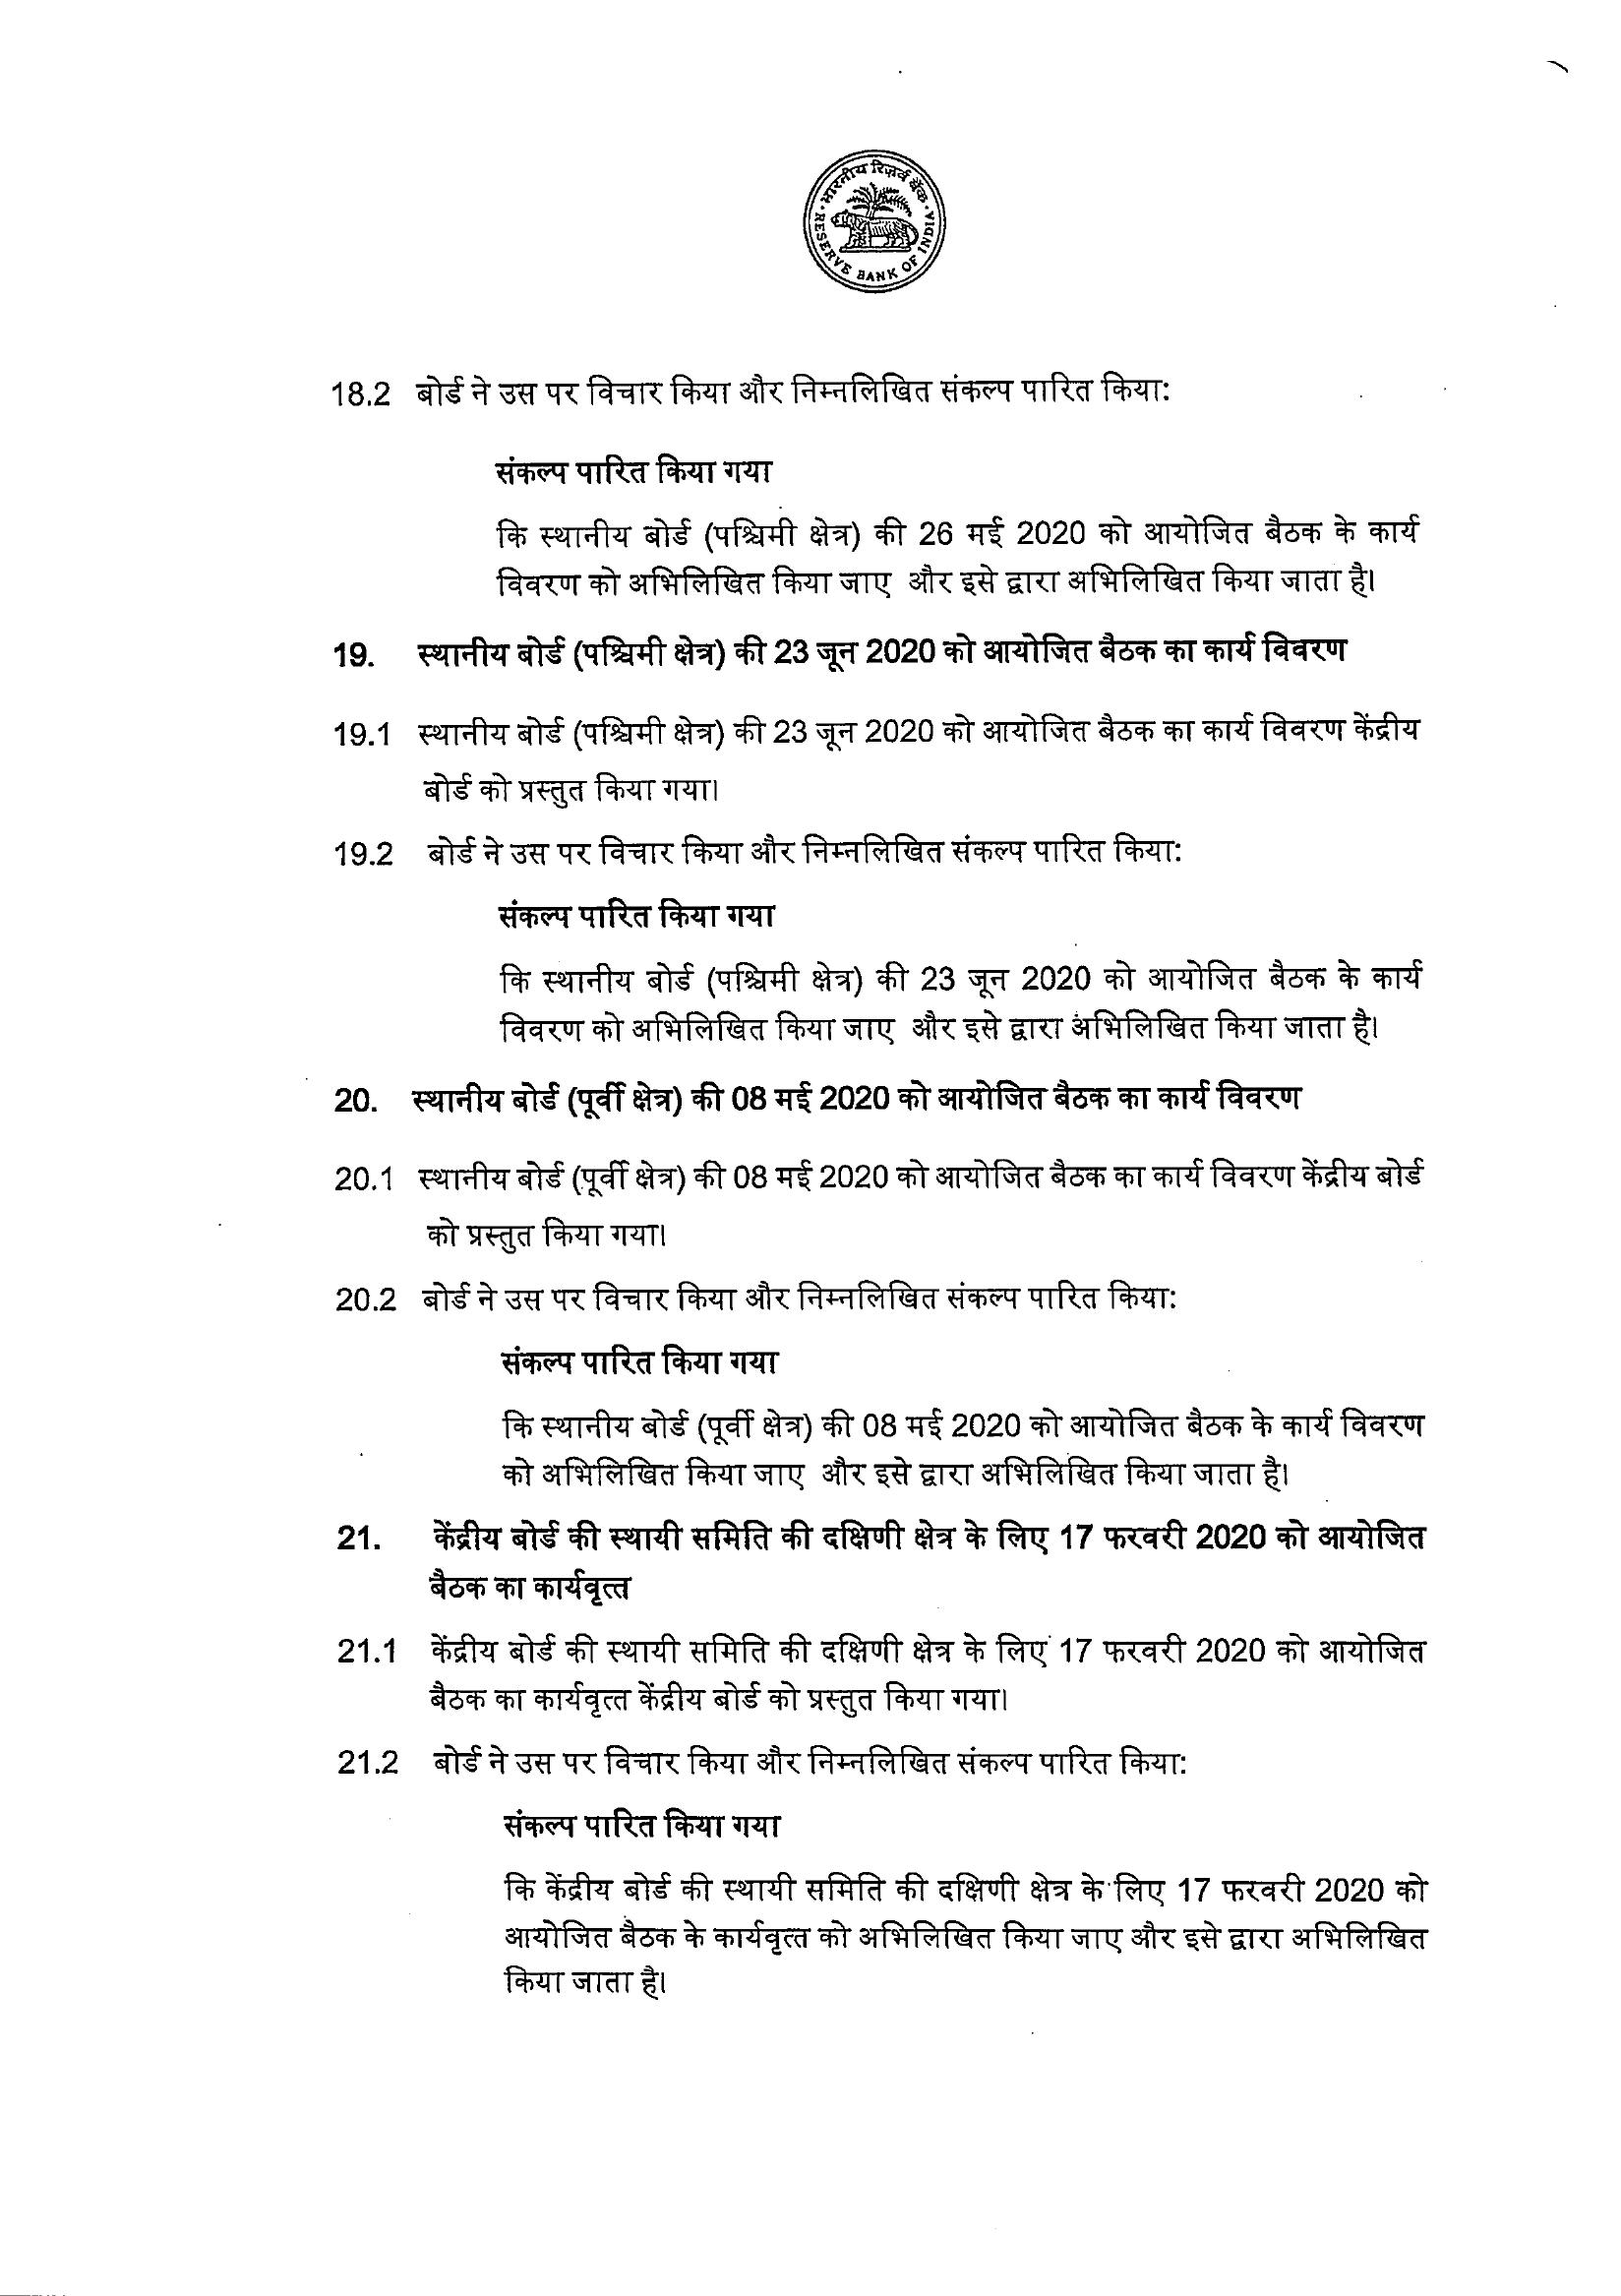 भारतीय रिज़र्व बैंक
RESERVE BANK OF INDIA
18.2 बोर्ड ने उस पर विचार किया और निम्नलिखित संकल्प पारित किया:
संकल्प पारित किया गया
कि स्थानीय बोर्ड (पश्चिमी क्षेत्र) की 26 मई 2020 को आयोजित बैठक के कार्य
विवरण को अभिलिखित किया जाए और इसे द्वारा अभिलिखित किया जाता है।
19. स्थानीय बोर्ड (पश्चिमी क्षेत्र) की 23 जून 2020 को आयोजित बैठक का कार्य विवरण
19.1 स्थानीय बोर्ड (पश्चिमी क्षेत्र) की 23 जून 2020 को आयोजित बैठक का कार्य विवरण केंद्रीय
बोर्ड को प्रस्तुत किया गया।
19.2 बोर्ड ने उस पर विचार किया और निम्नलिखित संकल्प पारित किया:
संकल्प पारित किया गया
कि स्थानीय बोर्ड (पश्चिमी क्षेत्र) की 23 जून 2020 को आयोजित बैठक के कार्य
विवरण को अभिलिखित किया जाए और इसे द्वारा अभिलिखित किया जाता है।
20. स्थानीय बोर्ड (पूर्वी क्षेत्र) की 08 मई 2020 को आयोजित बैठक का कार्य विवरण
20.1 स्थानीय बोर्ड (पूर्वी क्षेत्र) की 08 मई 2020 को आयोजित बैठक का कार्य विवरण केंद्रीय बोर्ड
को प्रस्तुत किया गया।
20.2 बोर्ड ने उस पर विचार किया और निम्नलिखित संकल्प पारित किया:
संकल्प पारित किया गया
कि स्थानीय बोर्ड (पूर्वी क्षेत्र) की 08 मई 2020 को आयोजित बैठक के कार्य विवरण
को अभिलिखित किया जाए और इसे द्वारा अभिलिखित किया जाता है।
21. केंद्रीय बोर्ड की स्थायी समिति की दक्षिणी क्षेत्र के लिए 17 फरवरी 2020 को आयोजित
बैठक का कार्यवृत्त
21.1 केंद्रीय बोर्ड की स्थायी समिति की दक्षिणी क्षेत्र के लिए 17 फरवरी 2020 को आयोजित
बैठक का कार्यवृत्त केंद्रीय बोर्ड को प्रस्तुत किया गया।
21.2 बोर्ड ने उस पर विचार किया और निम्नलिखित संकल्प पारित किया:
संकल्प पारित किया गया
कि केंद्रीय बोर्ड की स्थायी समिति की दक्षिणी क्षेत्र के लिए 17 फरवरी 2020 को
आयोजित बैठक के कार्यवृत्त को अभिलिखित किया जाए और इसे द्वारा अभिलिखित
किया जाता है।